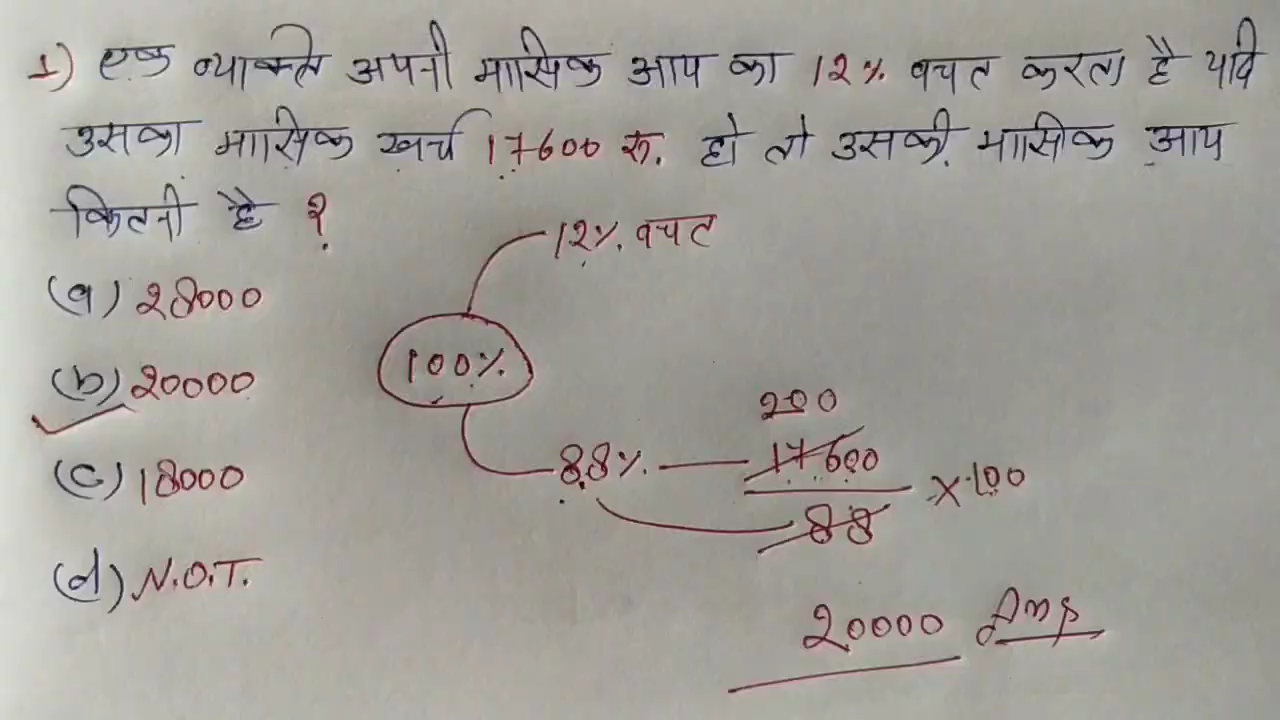 1) एक व्यक्ति अपनी मासिक आय का 12% बचत करता है यदि
उसका मासिक खर्च 17600 रु. हो तो उसकी मासिक आय
कितनी है ?
12% बचत
(a) 28000
100%
(b) 20000
200
88% — 17600
(c) 18000
× 100
88
(d) N.O.T.
20000 Ans